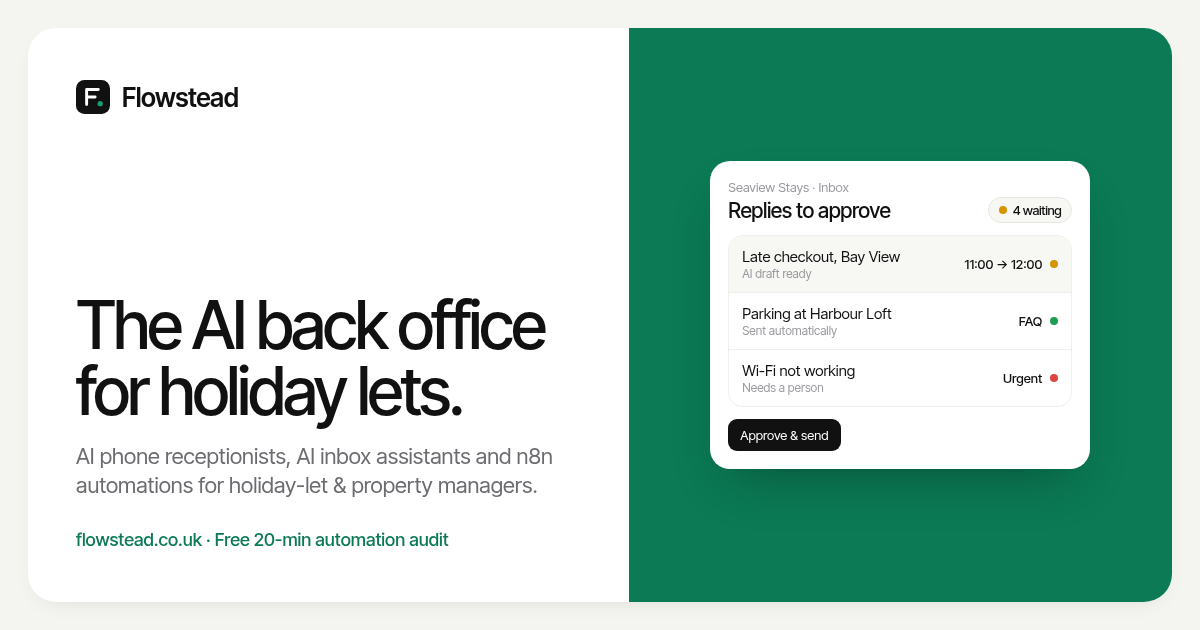 F.
Flowstead
The AI back office
for holiday lets.
AI phone receptionists, AI inbox assistants and n8n
automations for holiday-let & property managers.
flowstead.co.uk · Free 20-min automation audit
Seaview Stays · Inbox
Replies to approve
4 waiting
Late checkout, Bay View
AI draft ready
11:00 → 12:00
Parking at Harbour Loft
Sent automatically
FAQ
Wi-Fi not working
Needs a person
Urgent
Approve & send